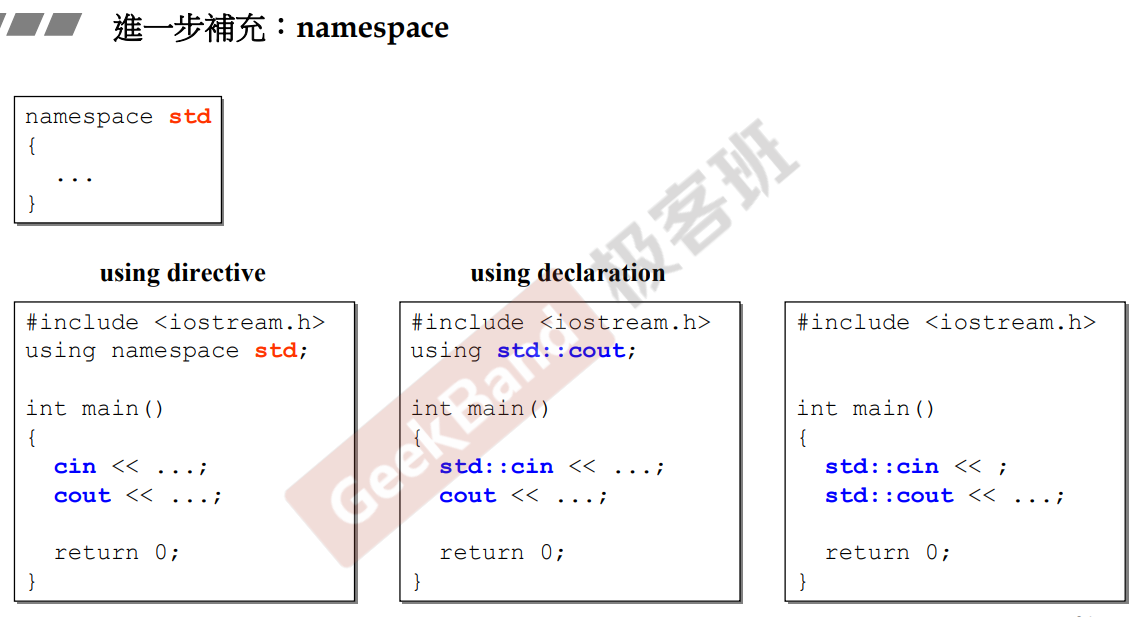 進一步補充：namespace
namespace std
{
...
}
using directive
#include <iostream.h>
using namespace std;
int main()
{
cin << ...;
cout << ...;
return 0;
}
using declaration
#include <iostream.h>
using std::cout;
int main()
{
std::cin << ...;
cout << ...;
return 0;
}
#include <iostream.h>
int main()
{
std::cin << ;
std::cout << ...;
return 0;
}
GeekBand 极客班